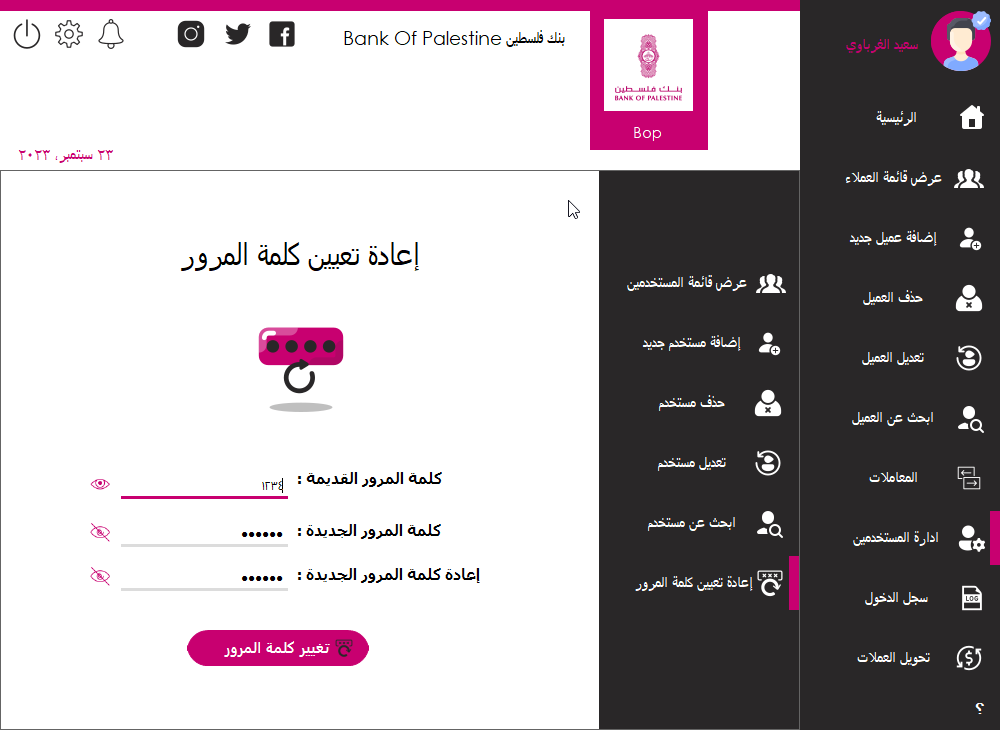 بنك فلسطين Bank Of Palestine
بنك فلسطين
BANK OF PALESTINE
Bop
٢٣ سبتمبر، ٢٠٢٣
سعيد الغرباوي
الرئيسية
عرض قائمة العملاء
إضافة عميل جديد
حذف العميل
تعديل العميل
ابحث عن العميل
المعاملات
ادارة المستخدمين
LOG
سجل الدخول
تحويل العملات
؟
عرض قائمة المستخدمين
إضافة مستخدم جديد
حذف مستخدم
تعديل مستخدم
ابحث عن مستخدم
إعادة تعيين كلمة المرور
إعادة تعيين كلمة المرور
كلمة المرور القديمة :
١٢٣٤
كلمة المرور الجديدة :
••••••
إعادة كلمة المرور الجديدة :
••••••
تغيير كلمة المرور